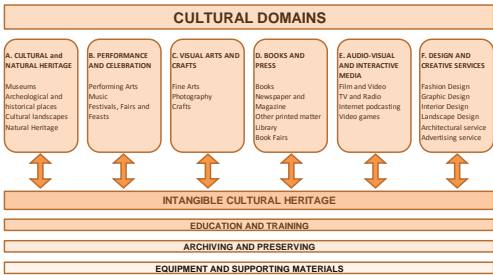 CULTURAL DOMAINS
A. CULTURAL and
NATURAL HERITAGE
Museums
Archeological and
historical places
Cultural landscapes
Natural Heritage
B. PERFORMANCE
AND CELEBRATION
Performing Arts
Music
Festivals, Fairs and
Feasts
C. VISUAL ARTS AND
CRAFTS
Fine Arts
Photography
Crafts
D. BOOKS AND
PRESS
Books
Newspaper and
Magazine
Other printed matter
Library
Book Fairs
E. AUDIO-VISUAL
AND INTERACTIVE
MEDIA
Film and Video
TV and Radio
Internet podcasting
Video games
F. DESIGN AND
CREATIVE SERVICES
Fashion Design
Graphic Design
Interior Design
Landscape Design
Architectural service
Advertising service
INTANGIBLE CULTURAL HERITAGE
EDUCATION AND TRAINING
ARCHIVING AND PRESERVING
EQUIPMENT AND SUPPORTING MATERIALS